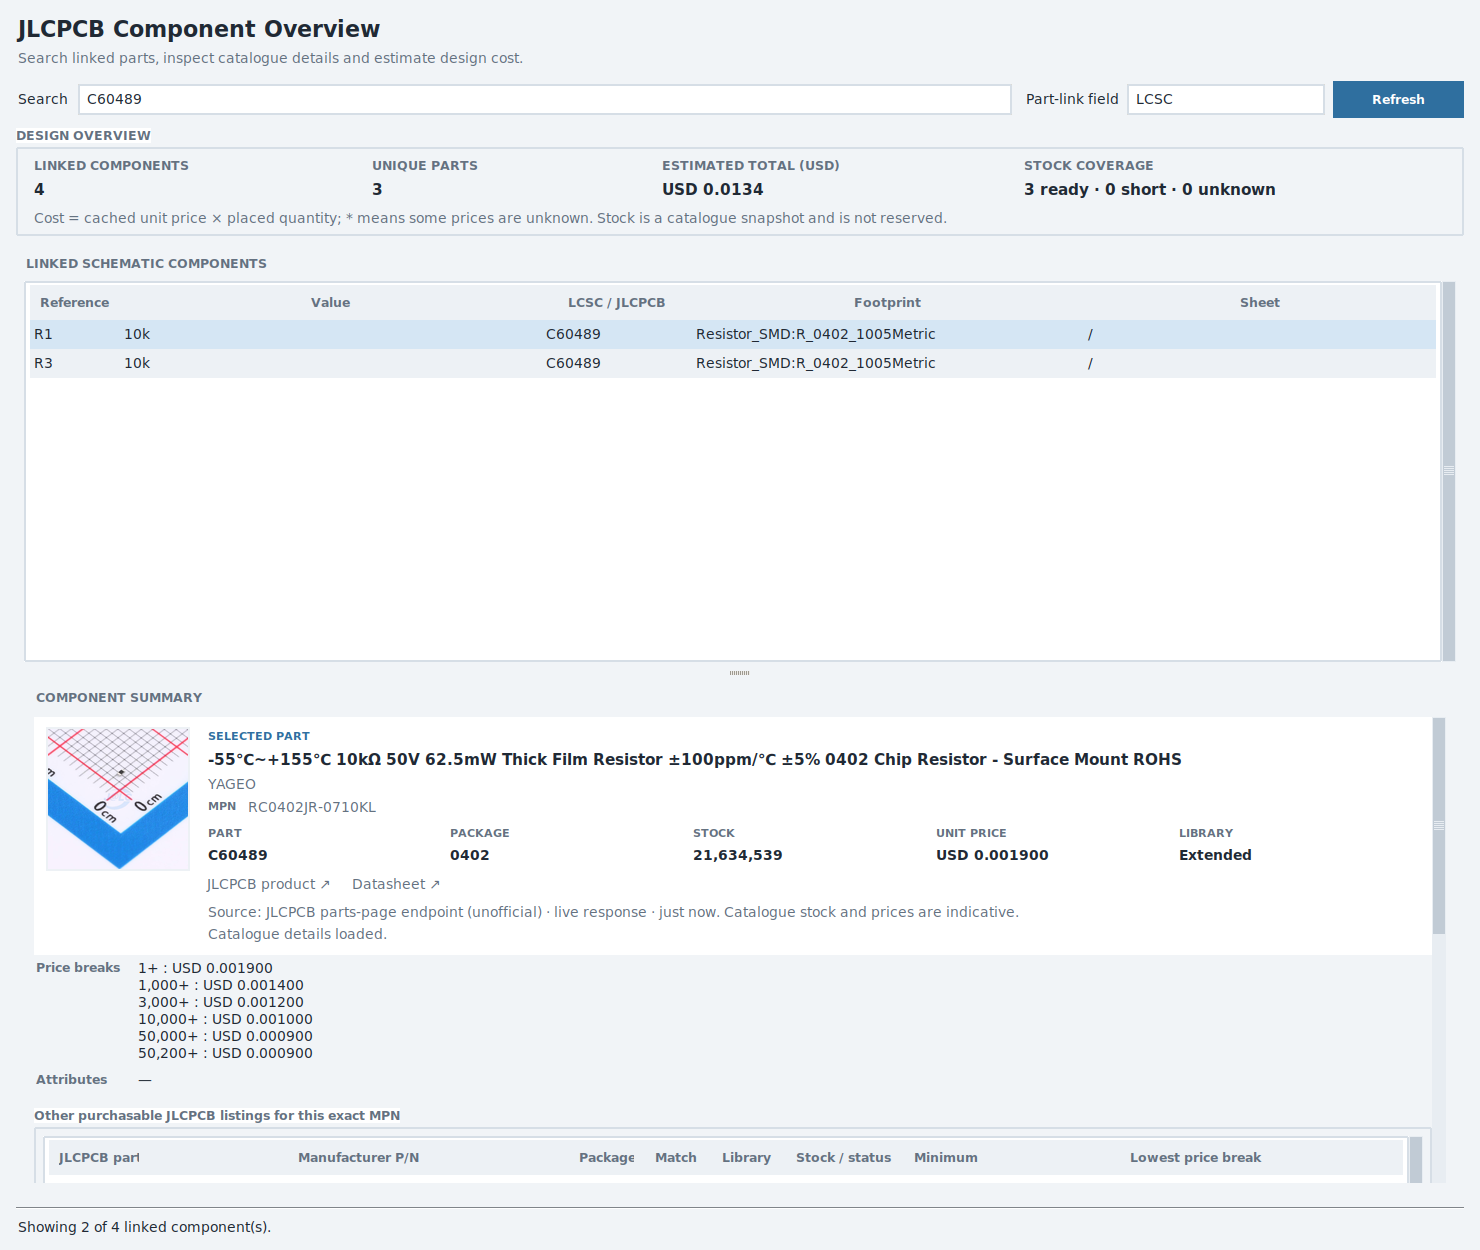 JLCPCB Component Overview
Search linked parts, inspect catalogue details and estimate design cost.
Search C60489 Part-link field LCSC Refresh
DESIGN OVERVIEW
LINKED COMPONENTS UNIQUE PARTS ESTIMATED TOTAL (USD) STOCK COVERAGE
4 3 USD 0.0134 3 ready · 0 short · 0 unknown
Cost = cached unit price × placed quantity; * means some prices are unknown. Stock is a catalogue snapshot and is not reserved.
LINKED SCHEMATIC COMPONENTS
Reference Value LCSC / JLCPCB Footprint Sheet
R1 10k C60489 Resistor_SMD:R_0402_1005Metric /
R3 10k C60489 Resistor_SMD:R_0402_1005Metric /
COMPONENT SUMMARY
SELECTED PART
-55℃~+155℃ 10kΩ 50V 62.5mW Thick Film Resistor ±100ppm/℃ ±5% 0402 Chip Resistor - Surface Mount ROHS
YAGEO
MPN RC0402JR-0710KL
PART PACKAGE STOCK UNIT PRICE LIBRARY
C60489 0402 21,634,539 USD 0.001900 Extended
JLCPCB product ↗ Datasheet ↗
Source: JLCPCB parts-page endpoint (unofficial) · live response · just now. Catalogue stock and prices are indicative.
Catalogue details loaded.
0cm 0cm
Price breaks 1+ : USD 0.001900
1,000+ : USD 0.001400
3,000+ : USD 0.001200
10,000+ : USD 0.001000
50,000+ : USD 0.000900
50,200+ : USD 0.000900
Attributes —
Other purchasable JLCPCB listings for this exact MPN
JLCPCB part Manufacturer P/N Package Match Library Stock / status Minimum Lowest price break
Showing 2 of 4 linked component(s).